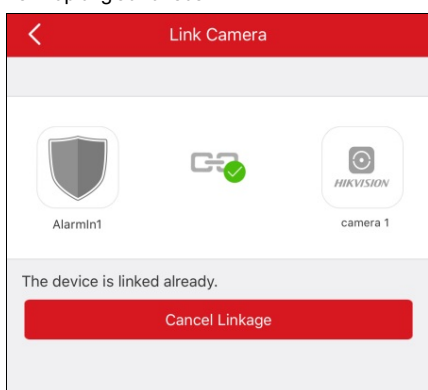 Link Camera
HIKVISION
AlarmIn1
camera 1
The device is linked already.
Cancel Linkage